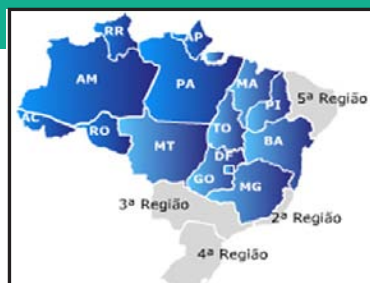 RR
AP
AM
PA
MA
5ª Região
PI
AC
RO
TO
BA
MT
DF
GO
MG
3ª Região
2ª Região
4ª Região